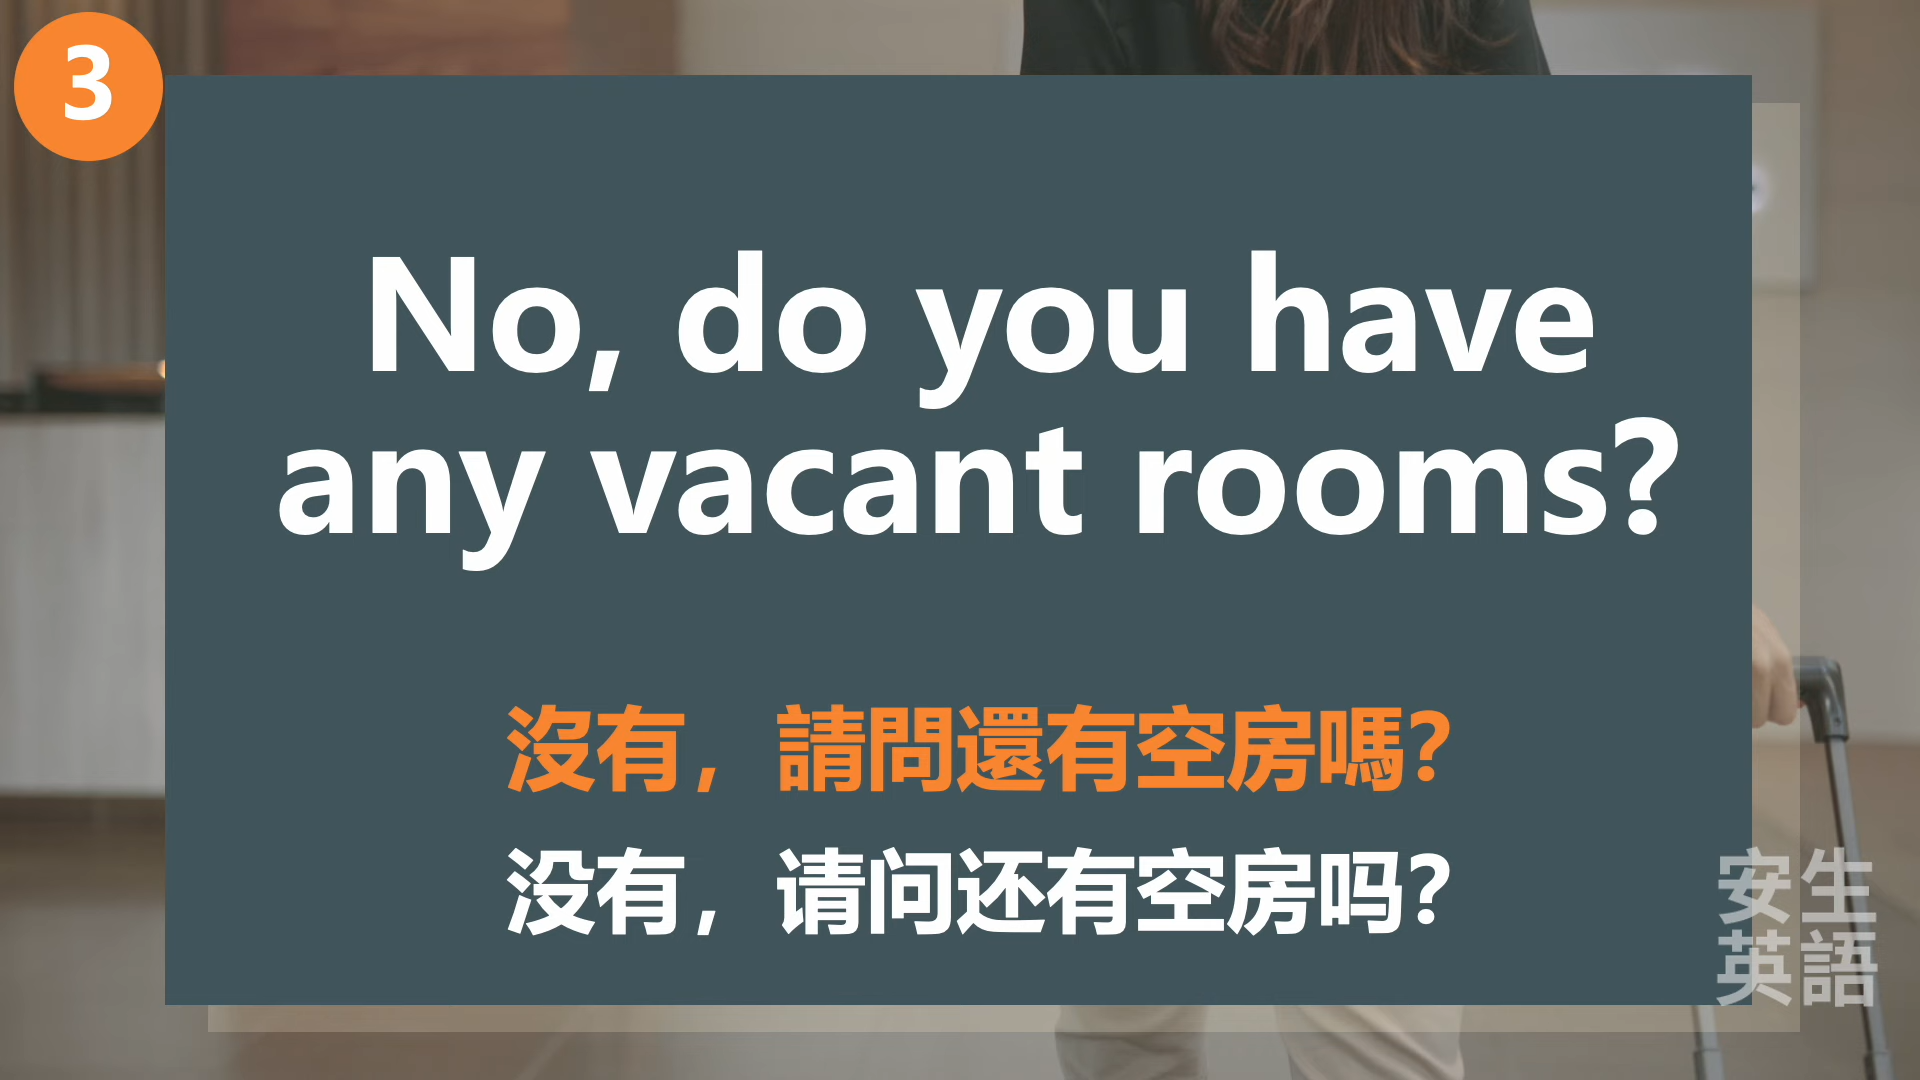 3
No, do you have
any vacant rooms?
沒有，請問還有空房嗎？
没有，请问还有空房吗？
安生
英語